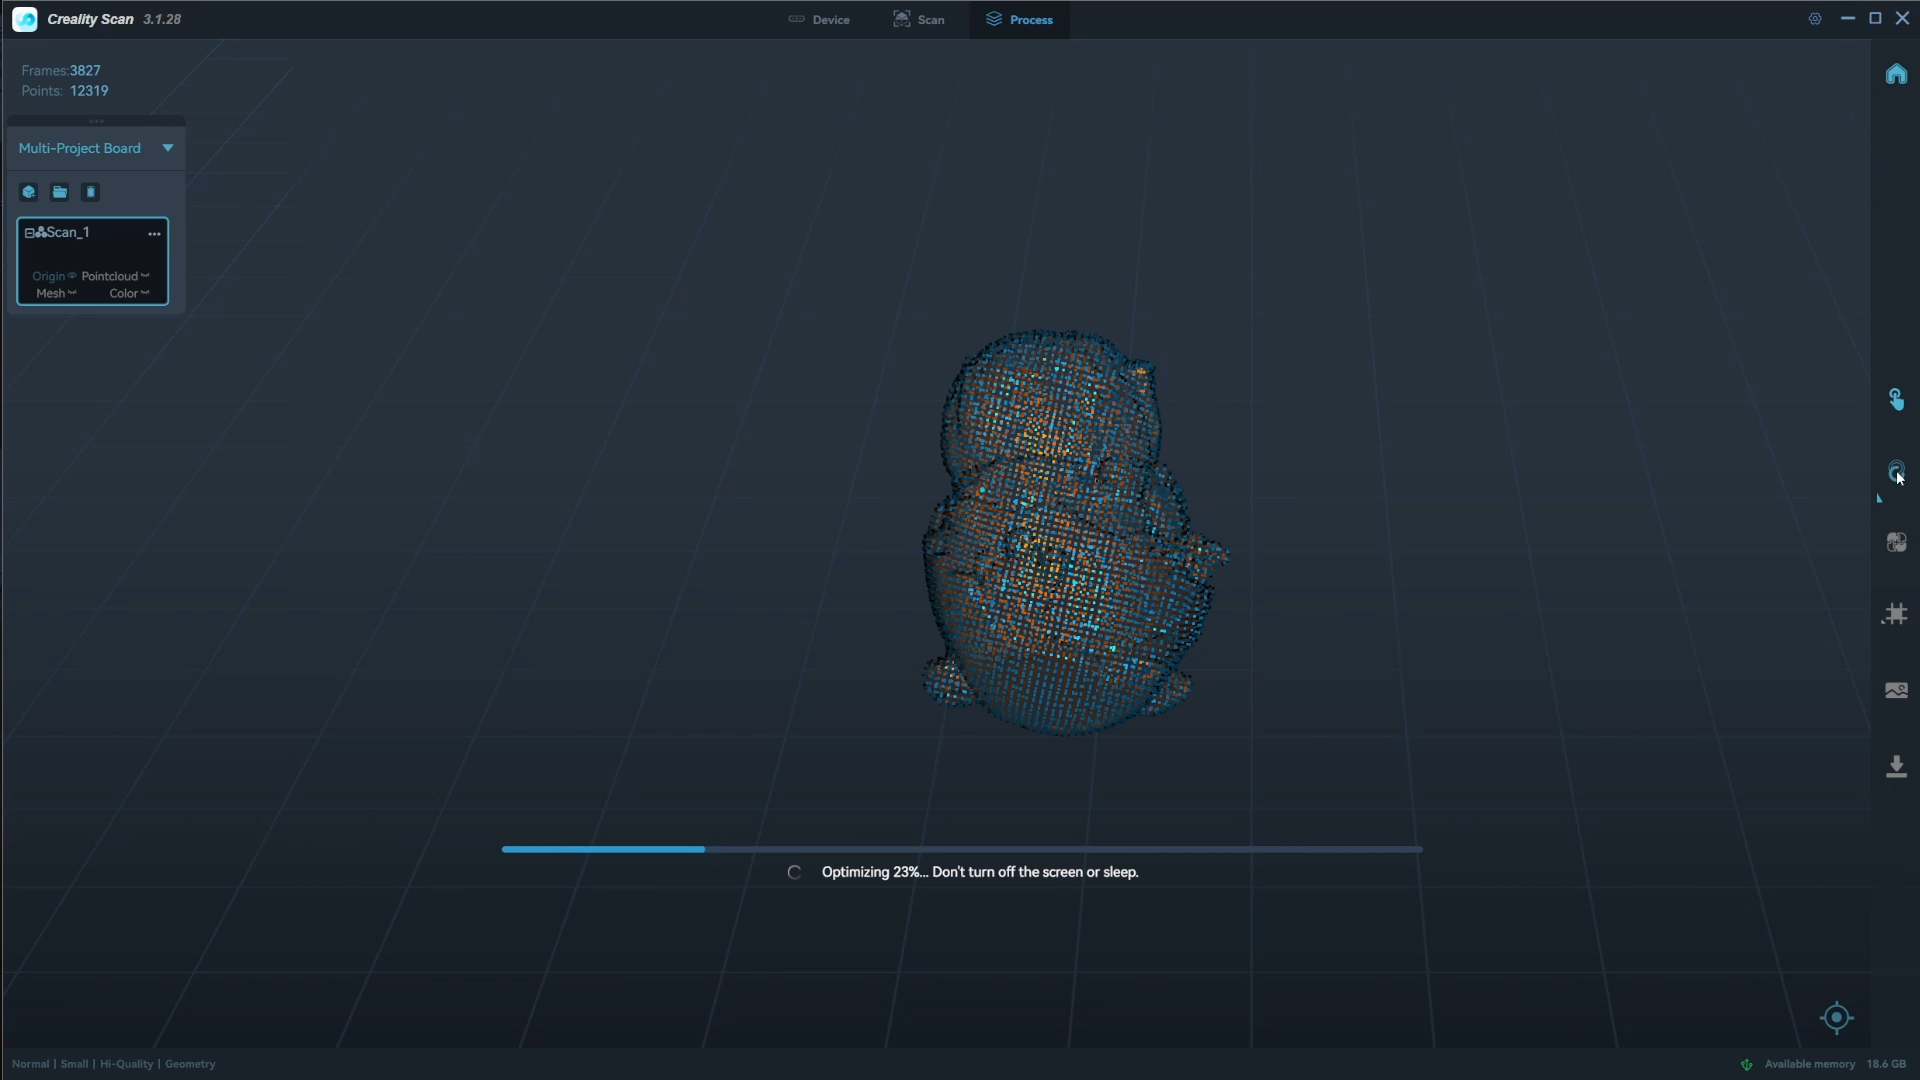 Creality Scan 3.1.28
Device
Scan
Process
Frames:3827
Points: 12319
Multi-Project Board
Scan_1
Origin Pointcloud
Mesh Color
Optimizing 23%... Don't turn off the screen or sleep.
Normal | Small | Hi-Quality | Geometry
Available memory 18.6 GB